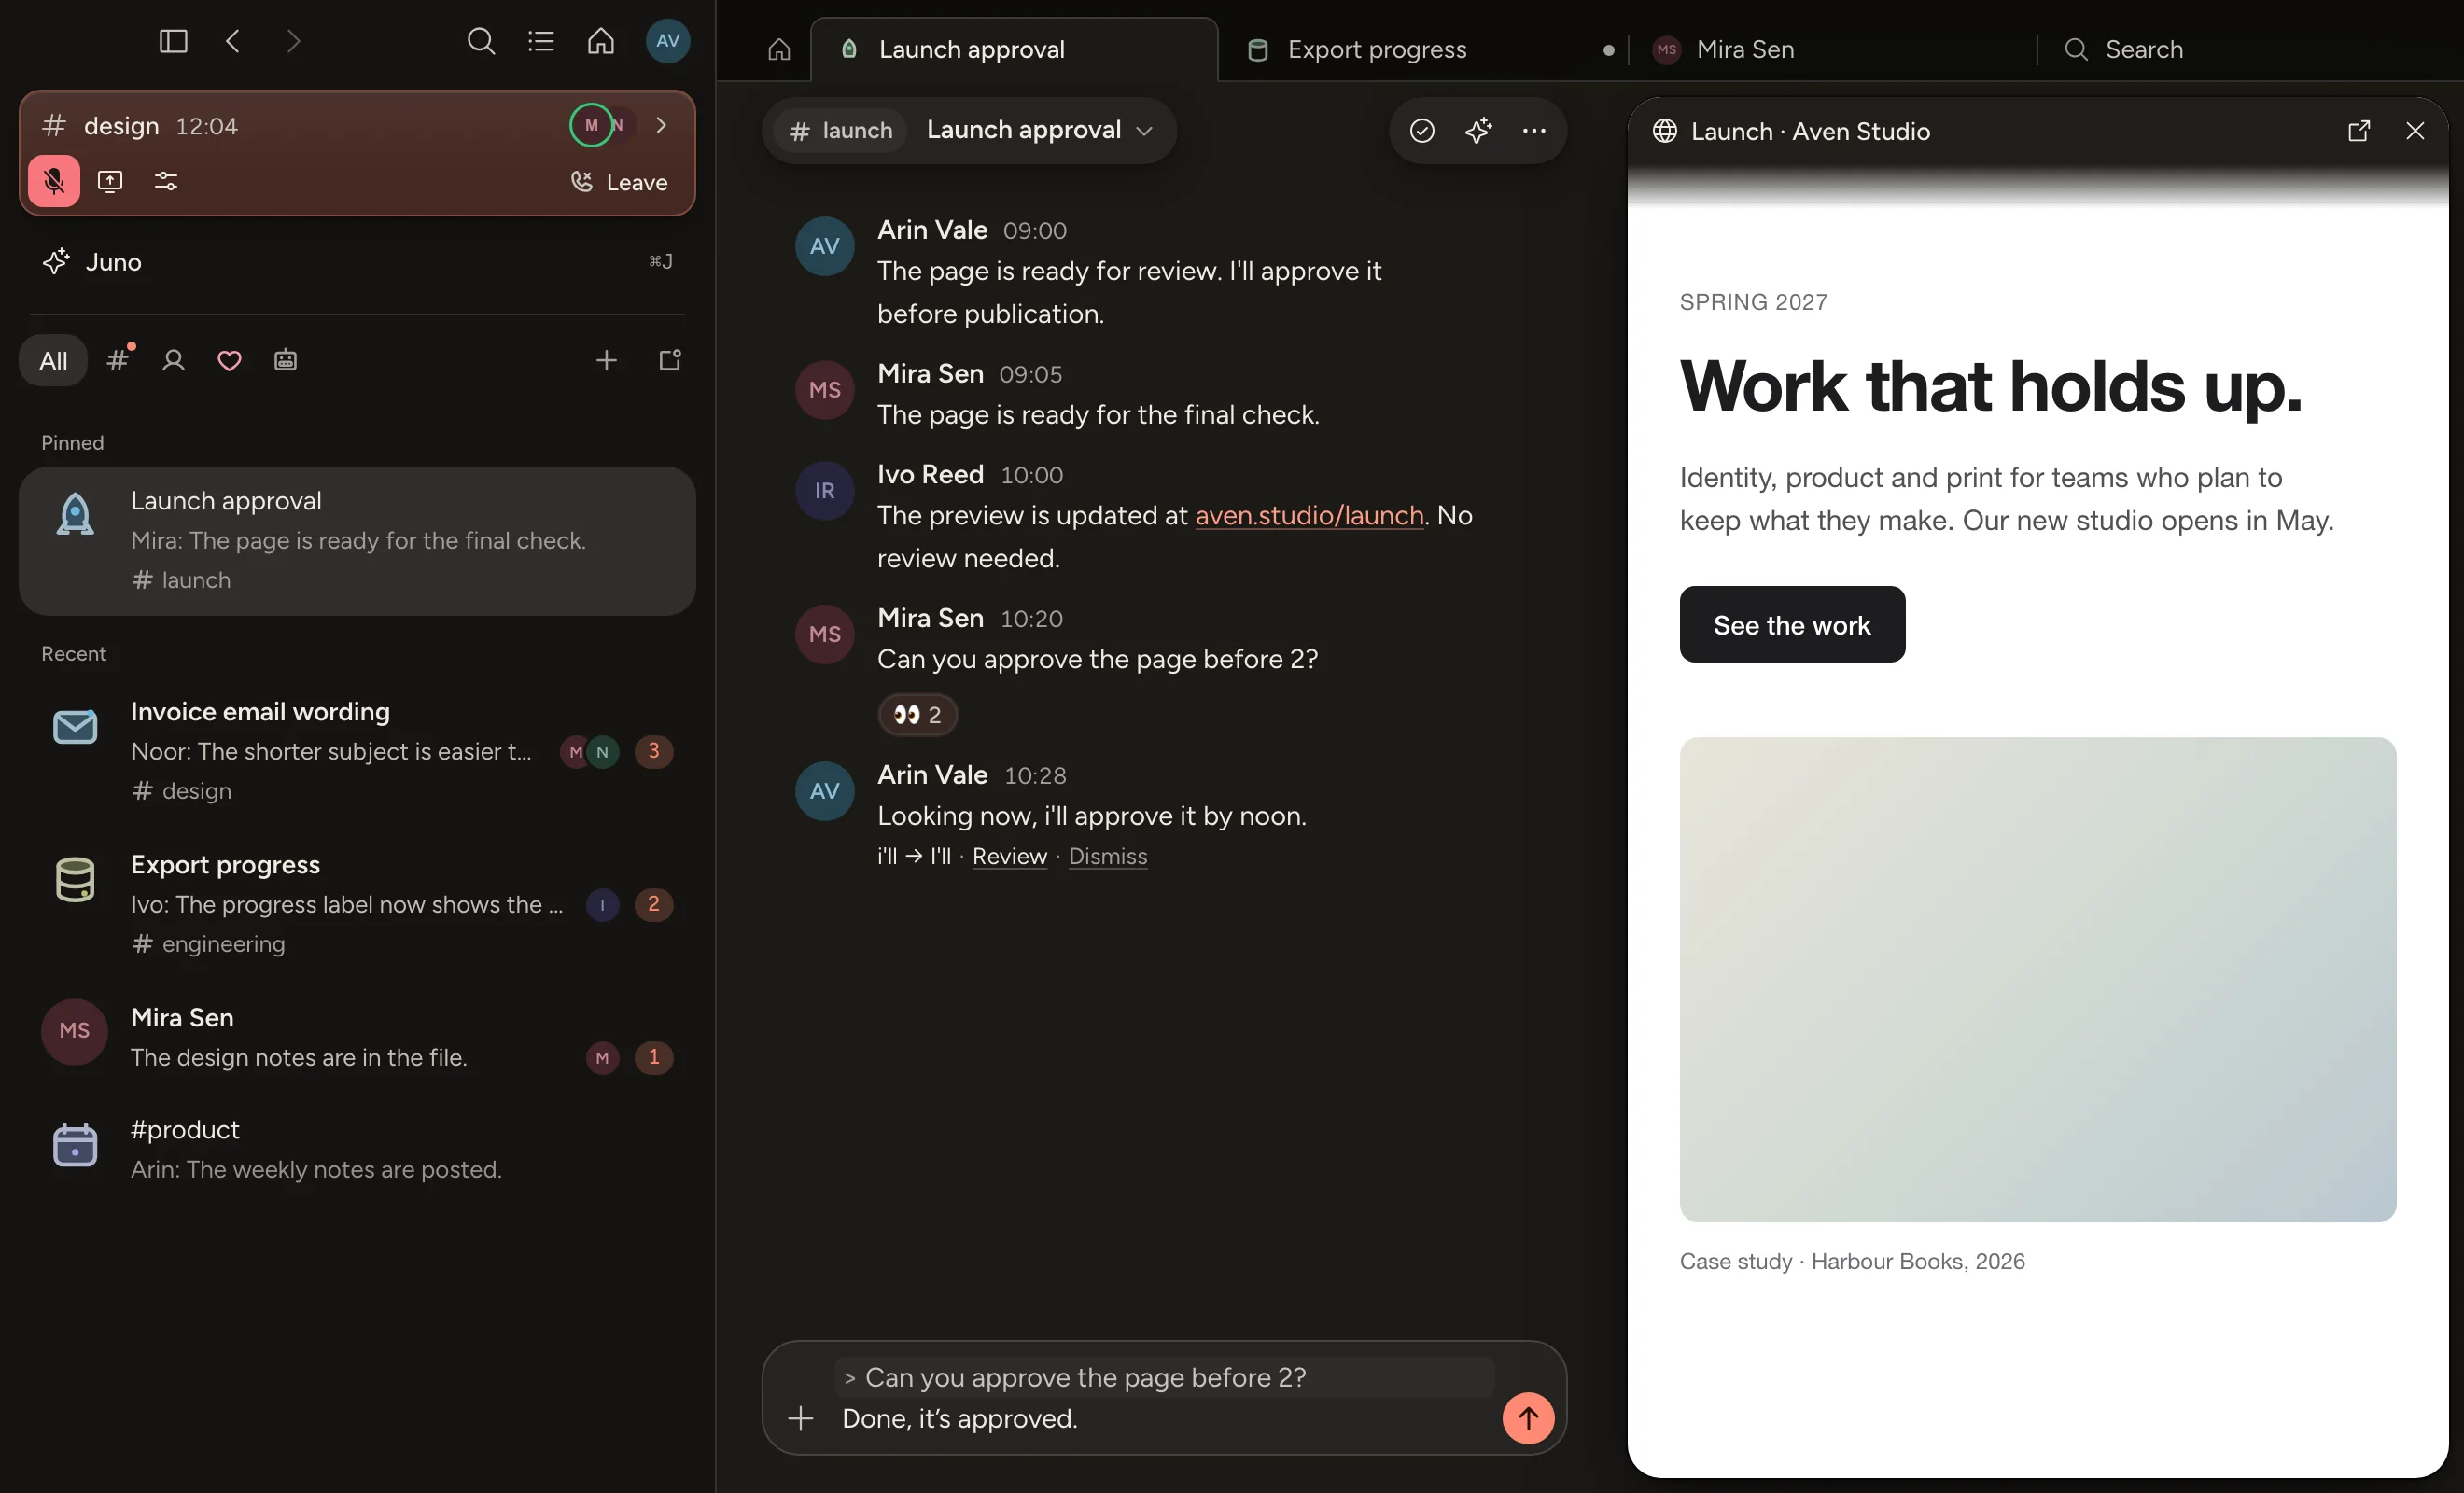 AV
# design 12:04
M N
Leave
Juno
⌘J
All
Pinned
Launch approval
Mira: The page is ready for the final check.
# launch
Recent
Invoice email wording
Noor: The shorter subject is easier t...
M N 3
# design
Export progress
Ivo: The progress label now shows the ...
I 2
# engineering
MS
Mira Sen
The design notes are in the file.
M 1
#product
Arin: The weekly notes are posted.
Launch approval
Export progress
MS Mira Sen
Search
# launch Launch approval
AV
Arin Vale 09:00
The page is ready for review. I'll approve it
before publication.
MS
Mira Sen 09:05
The page is ready for the final check.
IR
Ivo Reed 10:00
The preview is updated at aven.studio/launch. No
review needed.
MS
Mira Sen 10:20
Can you approve the page before 2?
👀 2
AV
Arin Vale 10:28
Looking now, i'll approve it by noon.
i'll → I'll · Review · Dismiss
> Can you approve the page before 2?
Done, it’s approved.
Launch · Aven Studio
SPRING 2027
Work that holds up.
Identity, product and print for teams who plan to
keep what they make. Our new studio opens in May.
See the work
Case study · Harbour Books, 2026